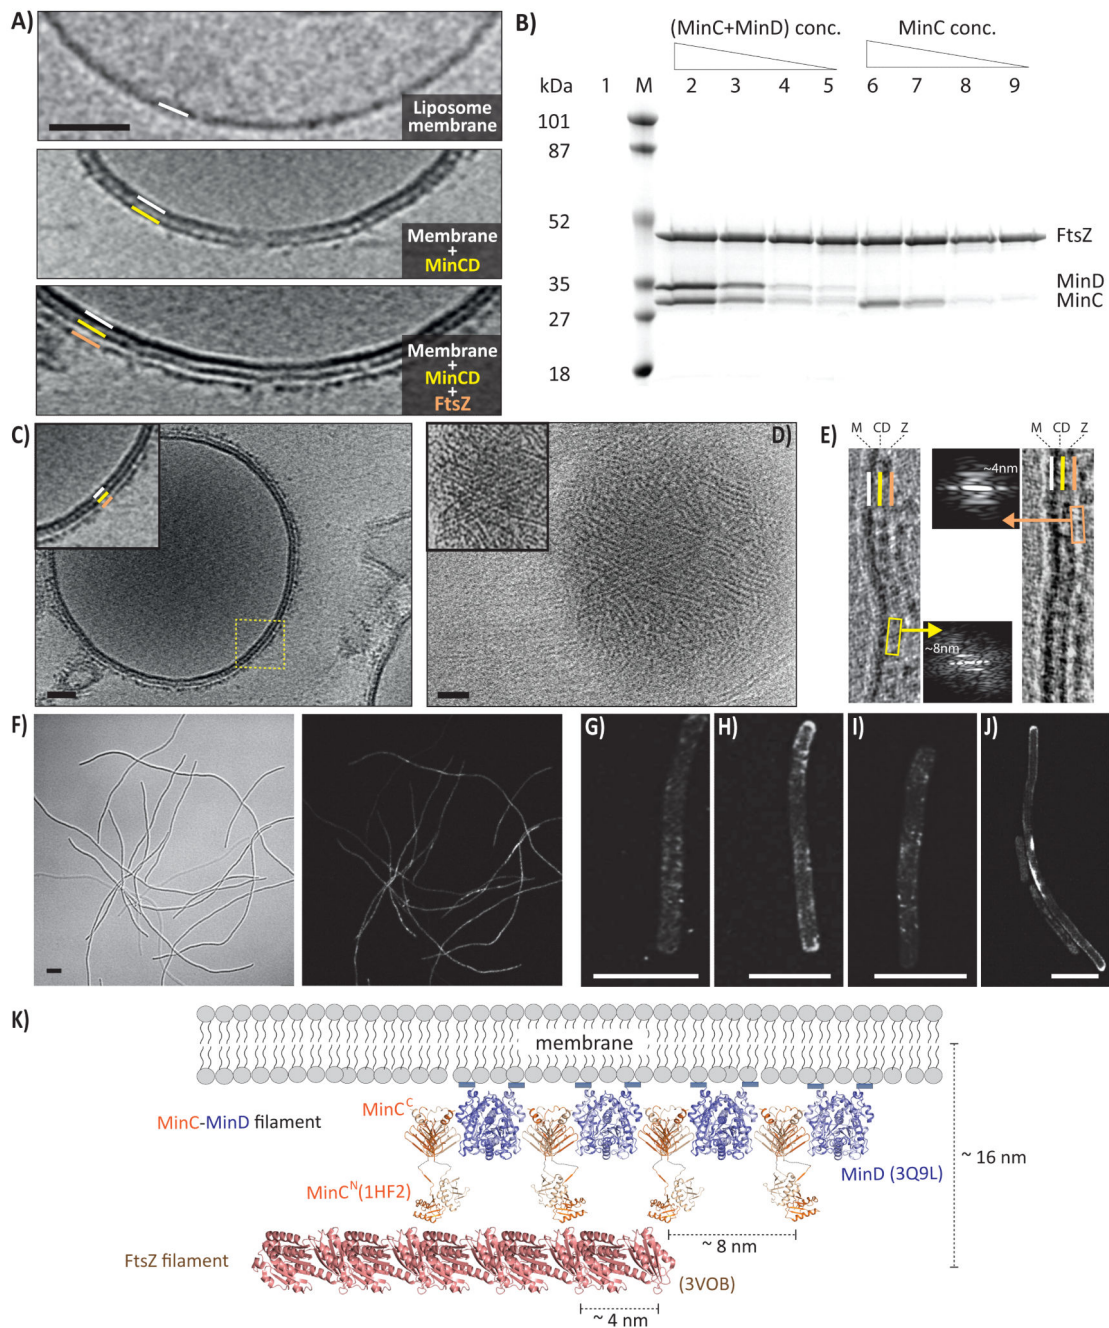 A)
Liposome
membrane
Membrane
+
MinCD
Membrane
+
MinCD
+
FtsZ
B)
(MinC+MinD) conc.
MinC conc.
kDa
1 M 2 3 4 5 6 7 8 9
101
87
52
35
27
18
FtsZ
MinD
MinC
C)
D)
E)
M CD Z
~4nm
M CD Z
~8nm
F)
G)
H)
I)
J)
K)
membrane
MinC-MinD filament
MinC^C
MinD (3Q9L)
MinC^N(1HF2)
~ 16 nm
~ 8 nm
FtsZ filament
(3VOB)
~ 4 nm